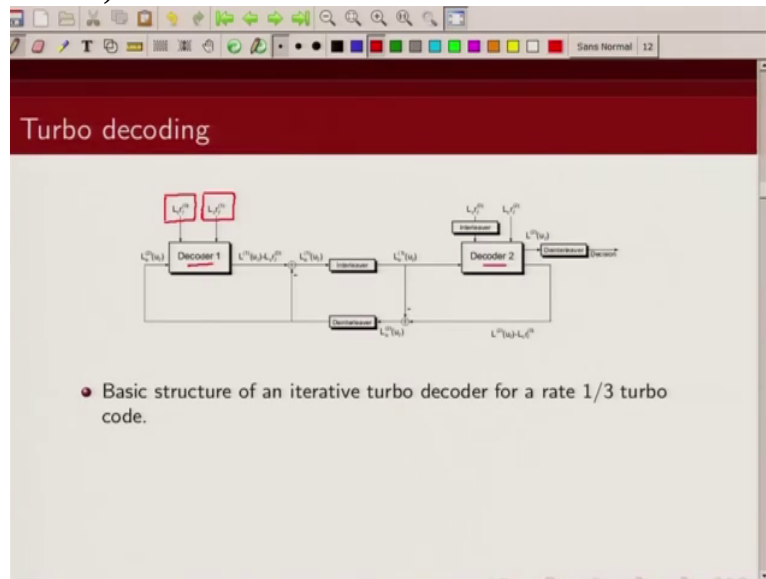 Sans Normal 12
Turbo decoding
Decoder 1
Interleaver
Interleaver
Decoder 2
Deinterleaver
Decision
Deinterleaver
Basic structure of an iterative turbo decoder for a rate 1/3 turbo
code.